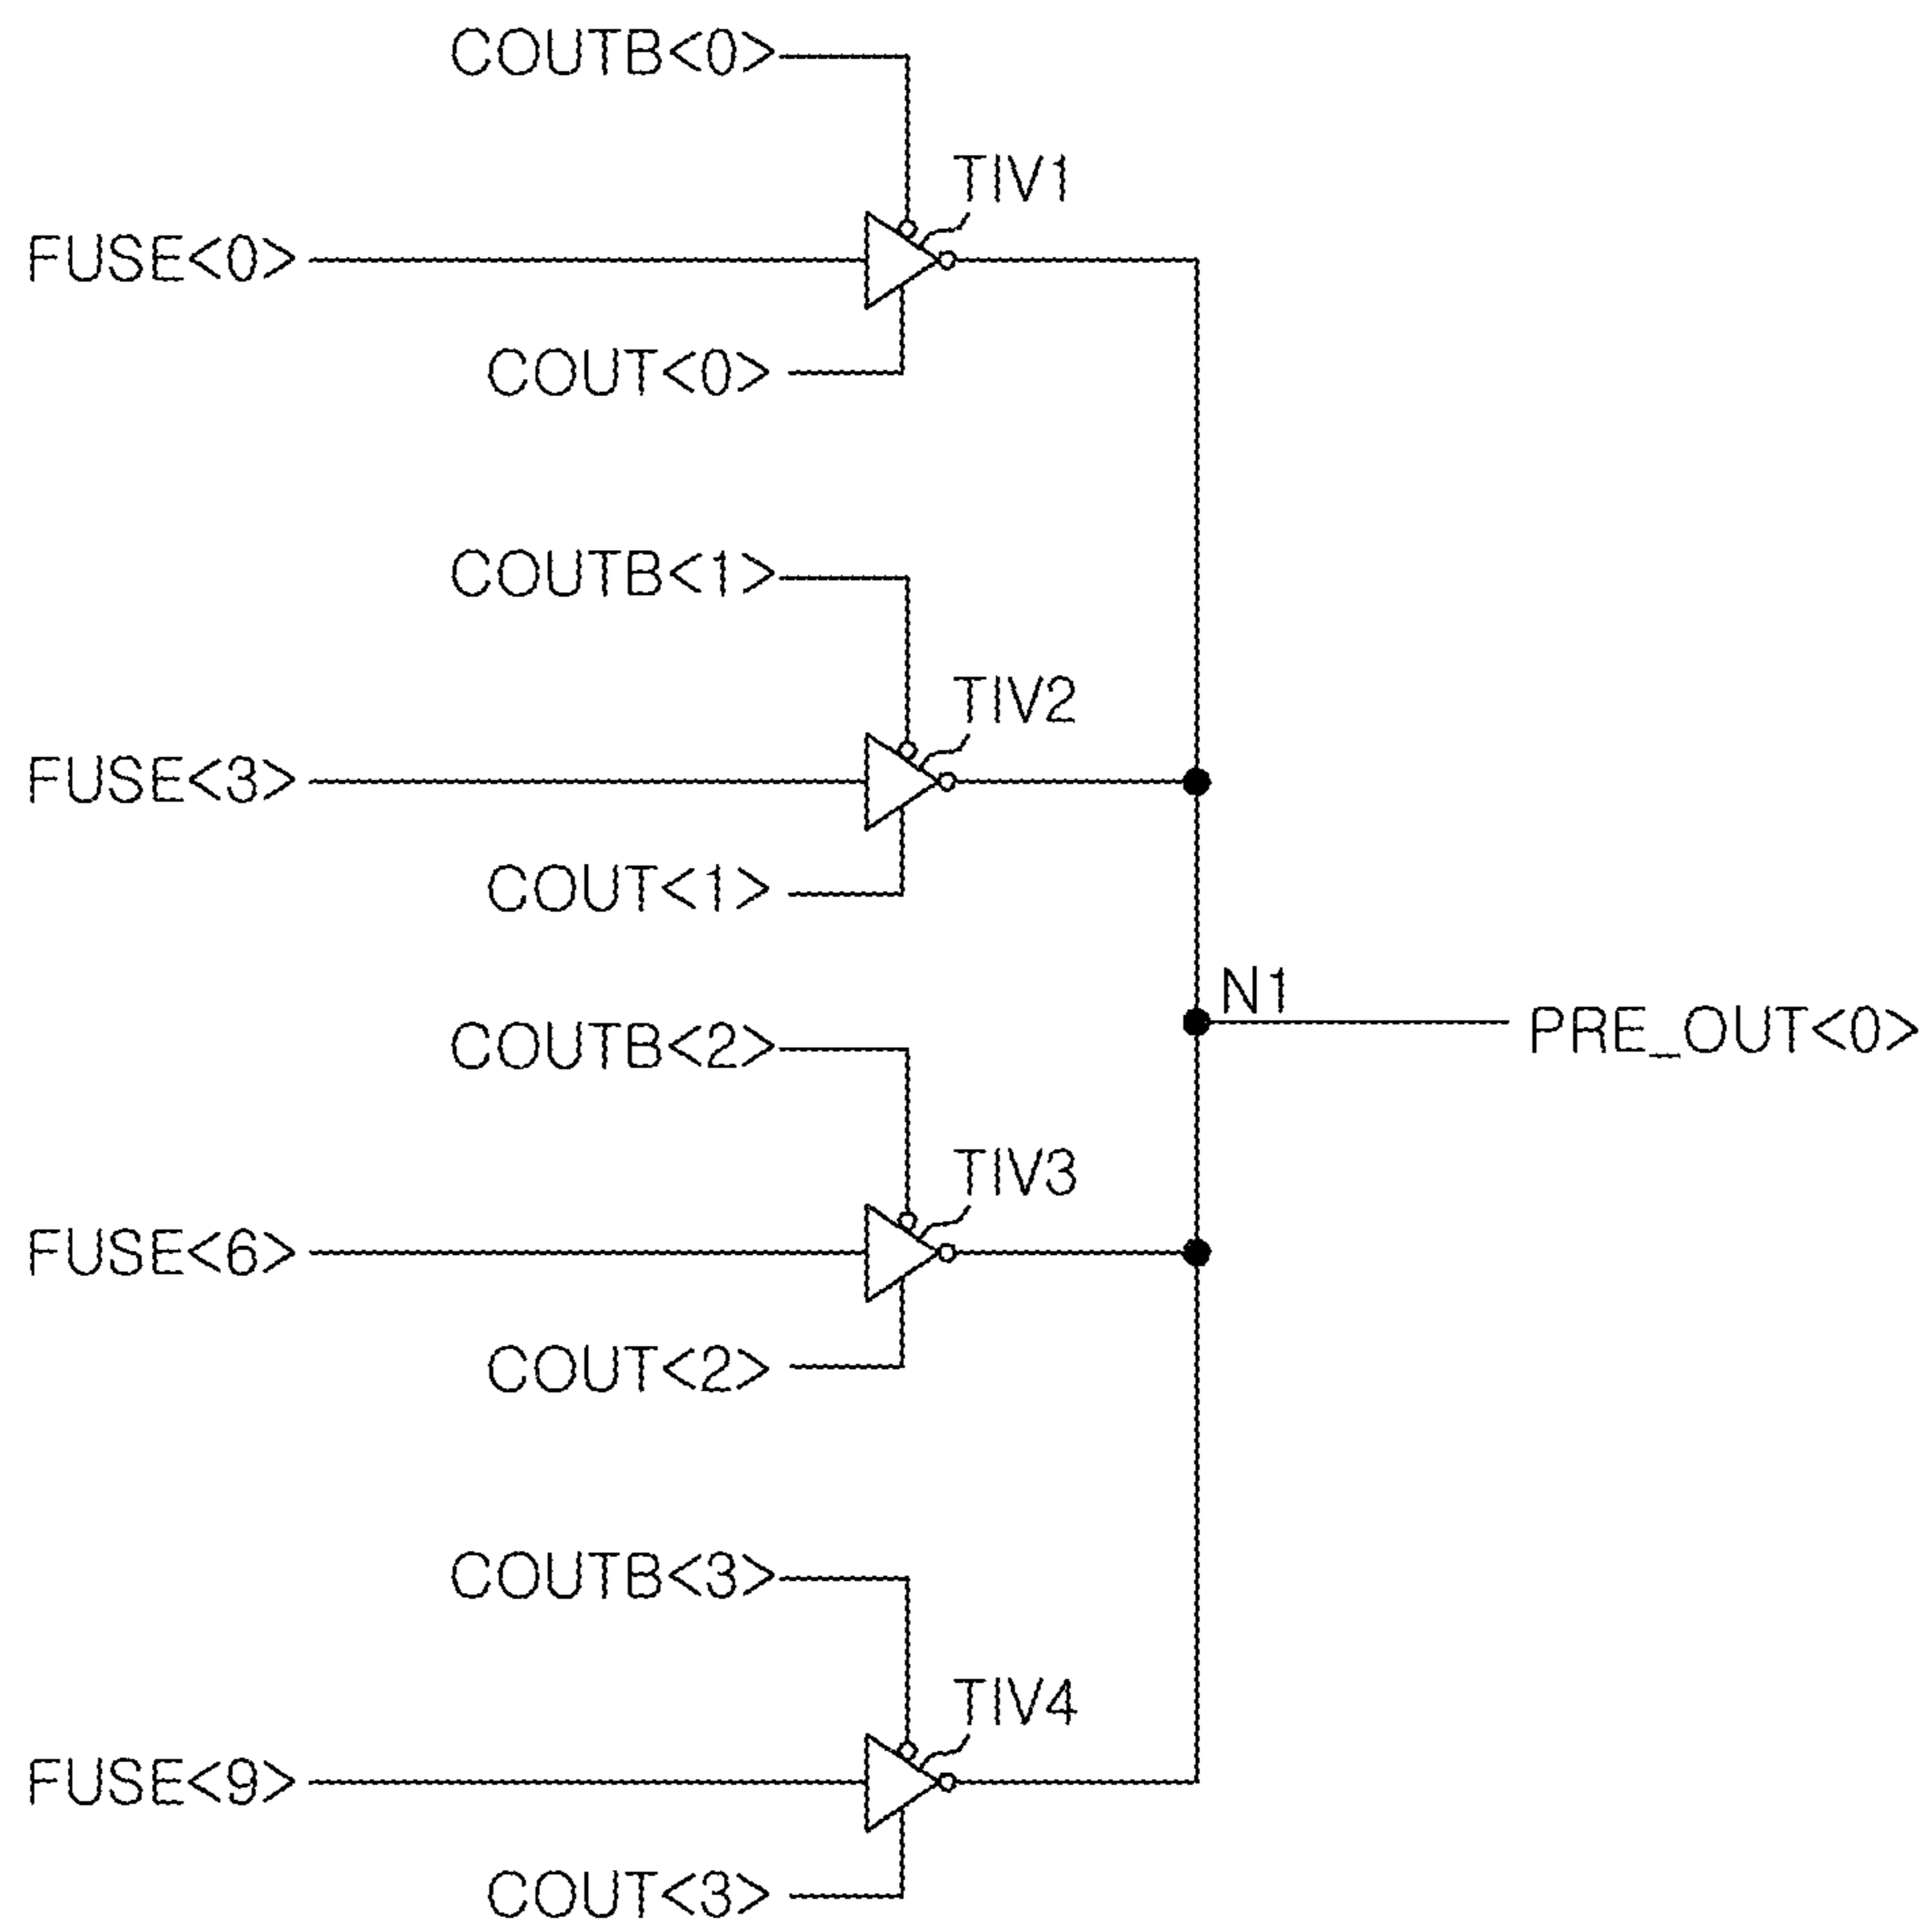 COUTB<0>
TIV1
FUSE<0>
COUT<0>
COUTB<1>
TIV2
FUSE<3>
COUT<1>
N1
PRE_OUT<0>
COUTB<2>
TIV3
FUSE<6>
COUT<2>
COUTB<3>
TIV4
FUSE<9>
COUT<3>